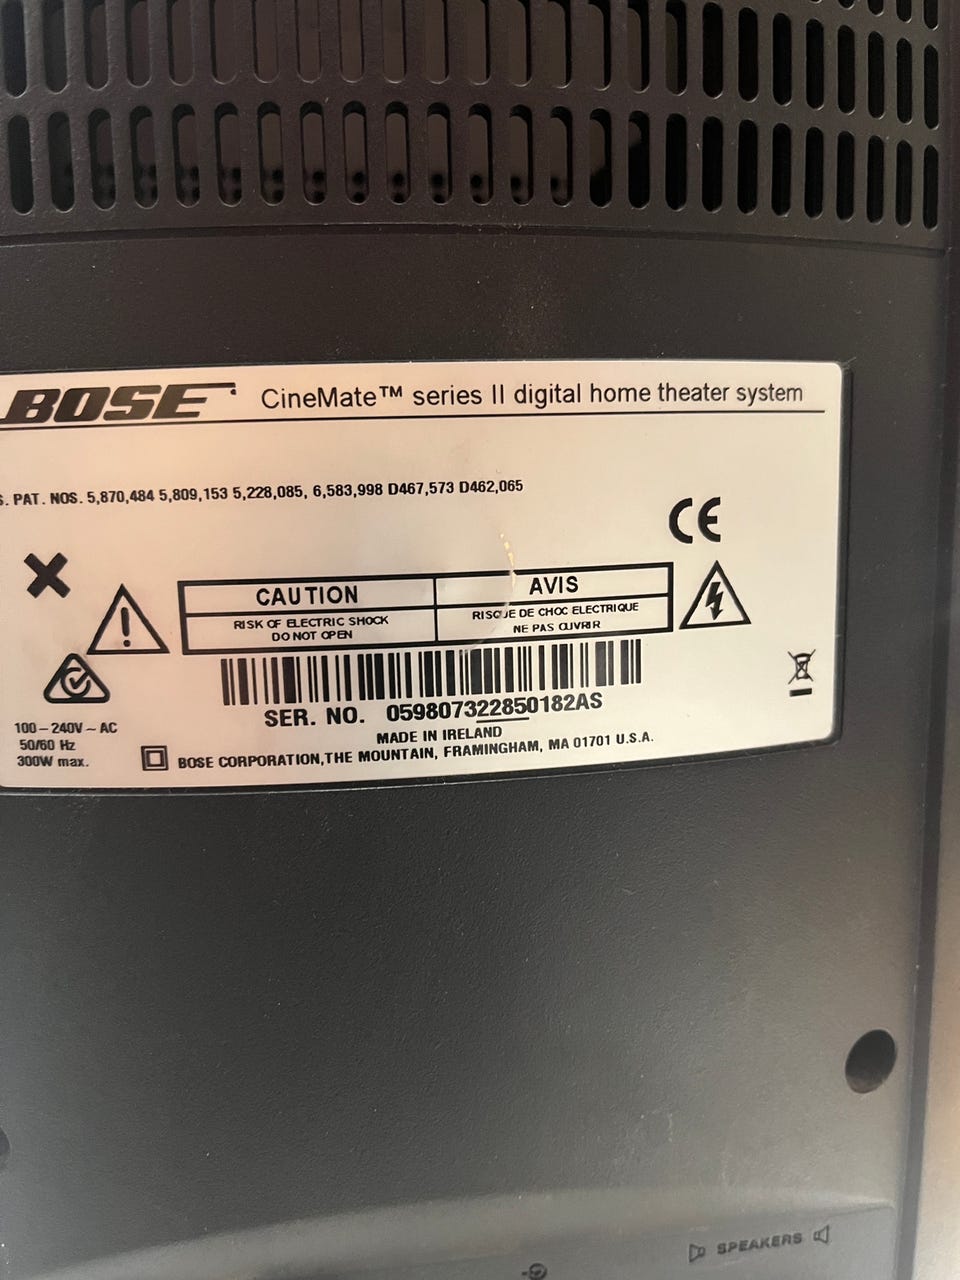 BOSE CineMate™ series II digital home theater system
S. PAT. NOS. 5,870,484 5,809,153 5,228,085, 6,583,998 D467,573 D462,065
CE
CAUTION
RISK OF ELECTRIC SHOCK
DO NOT OPEN
AVIS
RISQUE DE CHOC ELECTRIQUE
NE PAS OUVRIR
SER. NO. 059807322850182AS
100-240V ~ AC
50/60 Hz
300W max.
MADE IN IRELAND
BOSE CORPORATION, THE MOUNTAIN, FRAMINGHAM, MA 01701 U.S.A.
SPEAKERS